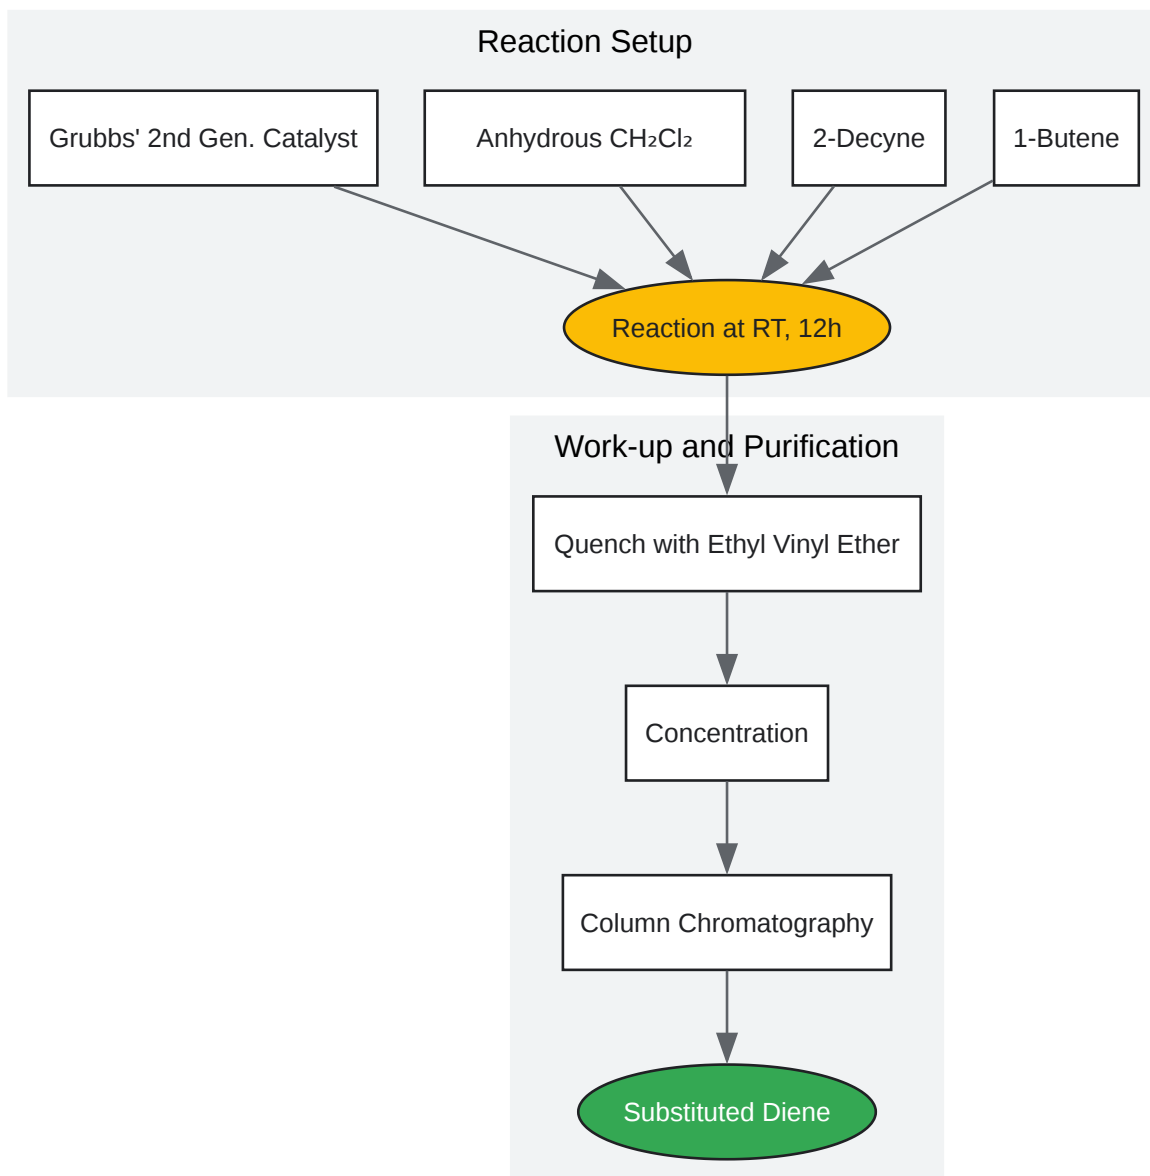 Reaction Setup
Grubbs' 2nd Gen. Catalyst
Anhydrous CH₂Cl₂
2-Decyne
1-Butene
Reaction at RT, 12h
Work-up and Purification
Quench with Ethyl Vinyl Ether
Concentration
Column Chromatography
Substituted Diene